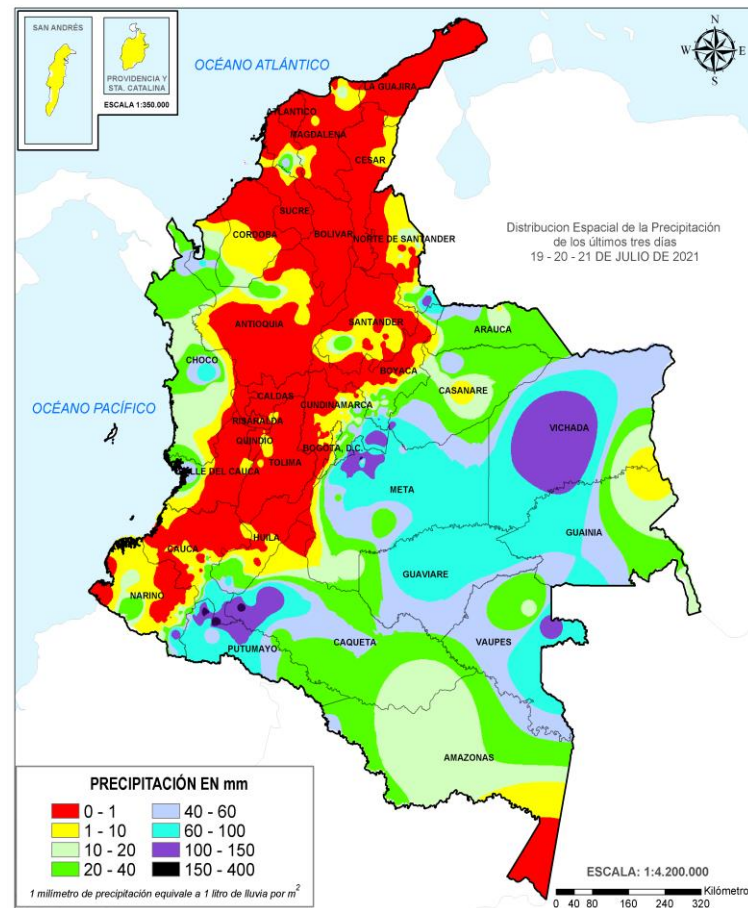 SAN ANDRÉS
PROVIDENCIA Y
STA. CATALINA
ESCALA 1:350.000
OCÉANO ATLÁNTICO
N
W E
S
LA GUAJIRA
ATLANTICO
MAGDALENA
CESAR
SUCRE
CORDOBA
BOLIVAR
NORTE DE SANTANDER
Distribucion Espacial de la Precipitación
de los últimos tres días
19 - 20 - 21 DE JULIO DE 2021
ANTIOQUIA
SANTANDER
ARAUCA
CHOCO
BOYACA
CASANARE
OCÉANO PACÍFICO
CALDAS
CUNDINAMARCA
RISARALDA
VICHADA
QUINDIO
BOGOTA, D.C.
VALLE DEL CAUCA
TOLIMA
META
GUAINIA
HUILA
CAUCA
GUAVIARE
NARIÑO
PUTUMAYO
CAQUETA
VAUPES
AMAZONAS
PRECIPITACIÓN EN mm
0 - 1 40 - 60
1 - 10 60 - 100
10 - 20 100 - 150
20 - 40 150 - 400
1 milímetro de precipitación equivale a 1 litro de lluvia por m²
ESCALA: 1:4.200.000
Kilómetro
0 40 80 160 240 320